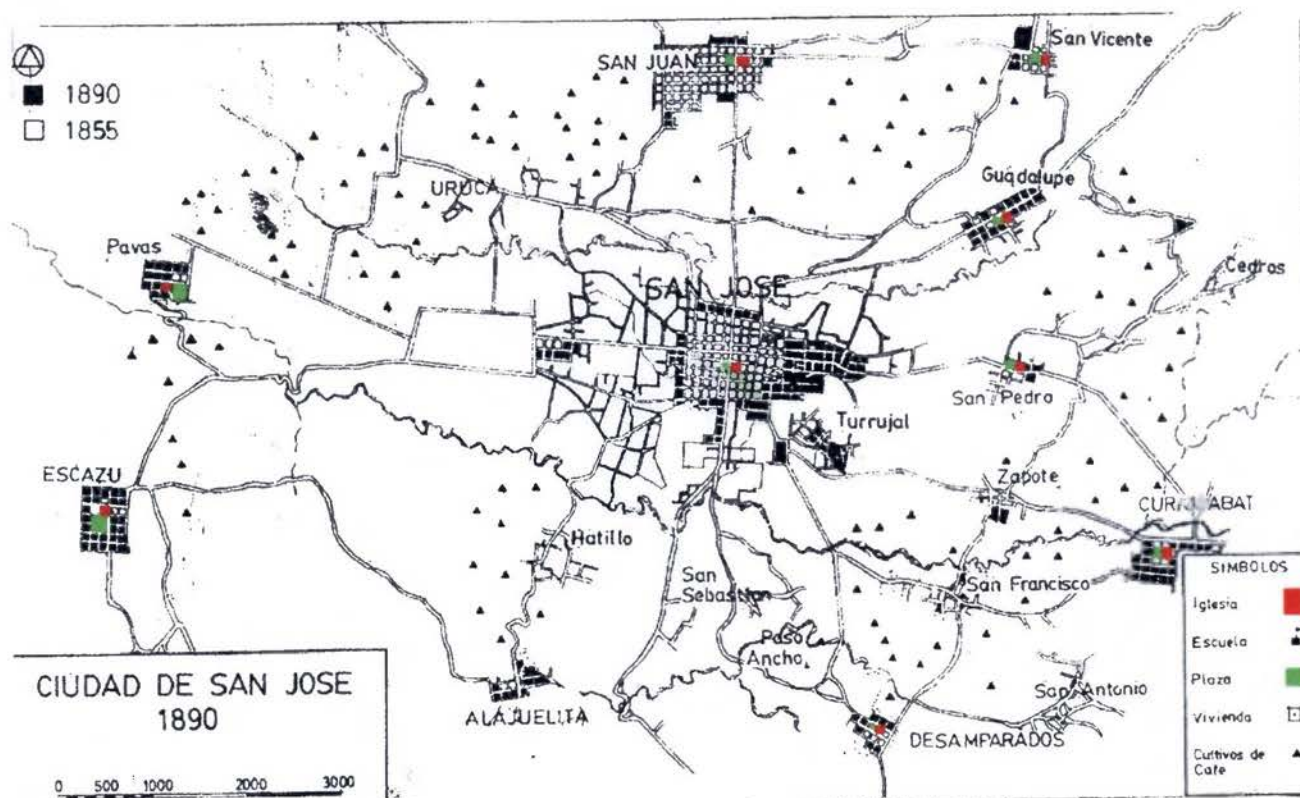 San Vicente
SAN JUAN
1890
1855
Guadalupe
URUCA
Pavas
Cedros
SAN JOSE
San Pedro
Turrujal
ESCAZU
Zapote
Hatillo
San
Sebastian
San Francisco
SIMBOLOS
Iglesia
Escuela
Plaza
Vivienda
Cultivos de
Cafe
Paso
Ancho
San Antonio
ALAJUELITA
DESAMPARADOS
CIUDAD DE SAN JOSE
1890
0 500 1000 2000 3000